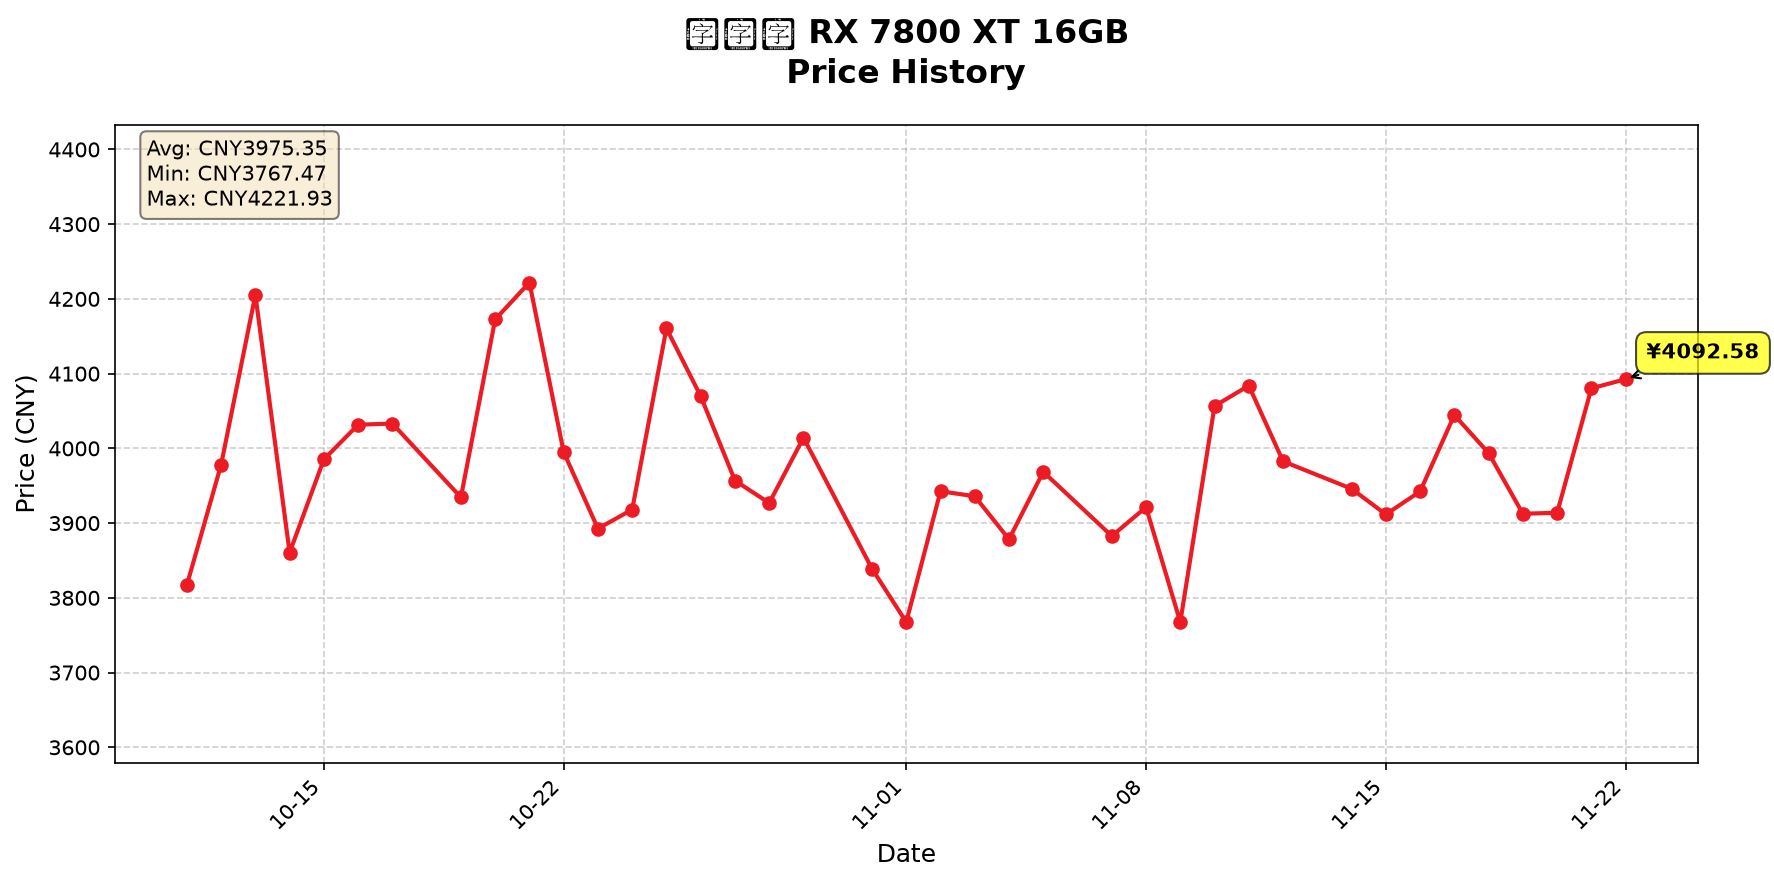 RX 7800 XT 16GB
Price History
Avg: CNY3975.35
Min: CNY3767.47
Max: CNY4221.93
¥4092.58
Price (CNY)
4400
4300
4200
4100
4000
3900
3800
3700
3600
10-15
10-22
11-01
11-08
11-15
11-22
Date